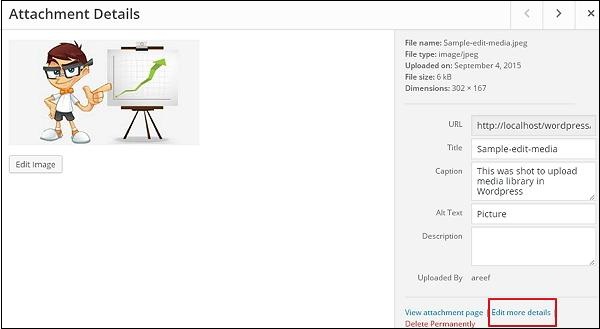 Attachment Details
File name: Sample-edit-media.jpeg
File type: image/jpeg
Uploaded on: September 4, 2015
File size: 6 kB
Dimensions: 302 × 167
URL http://localhost/wordpress/
Title Sample-edit-media
Caption This was shot to upload
media library in
Wordpress
Alt Text Picture
Description
Uploaded By areef
Edit Image
View attachment page | Edit more details |
Delete Permanently